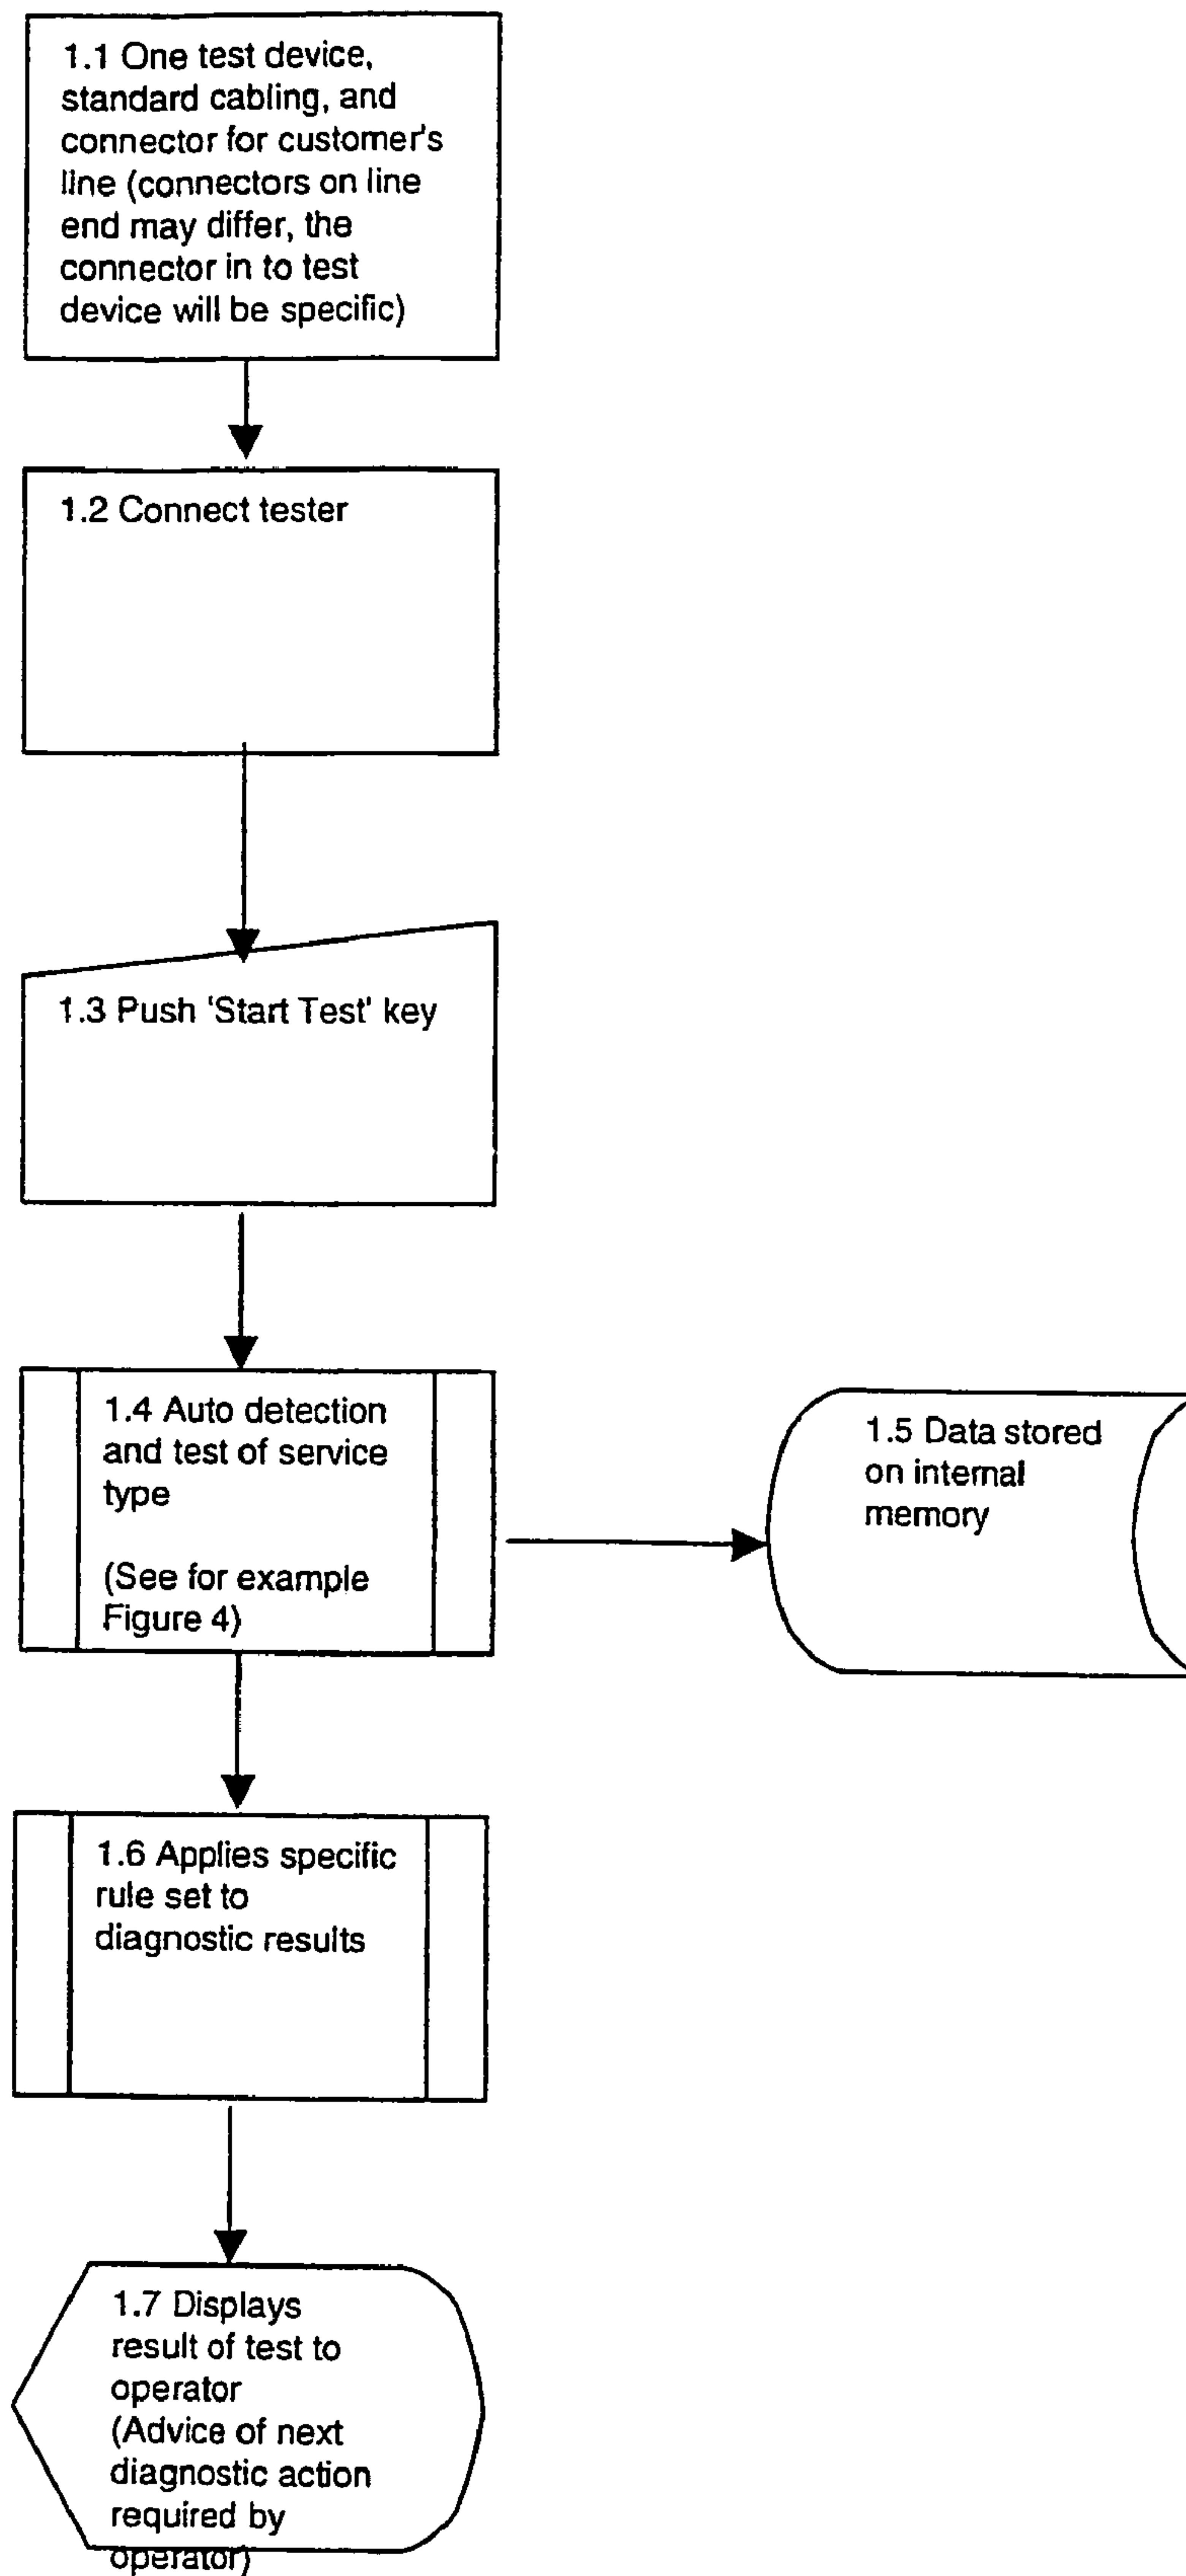 1.1 One test device,
standard cabling, and
connector for customer's
line (connectors on line
end may differ, the
connector in to test
device will be specific)
1.2 Connect tester
1.3 Push 'Start Test' key
1.4 Auto detection
and test of service
type
(See for example
Figure 4)
1.5 Data stored
on internal
memory
1.6 Applies specific
rule set to
diagnostic results
1.7 Displays
result of test to
operator
(Advice of next
diagnostic action
required by
operator)